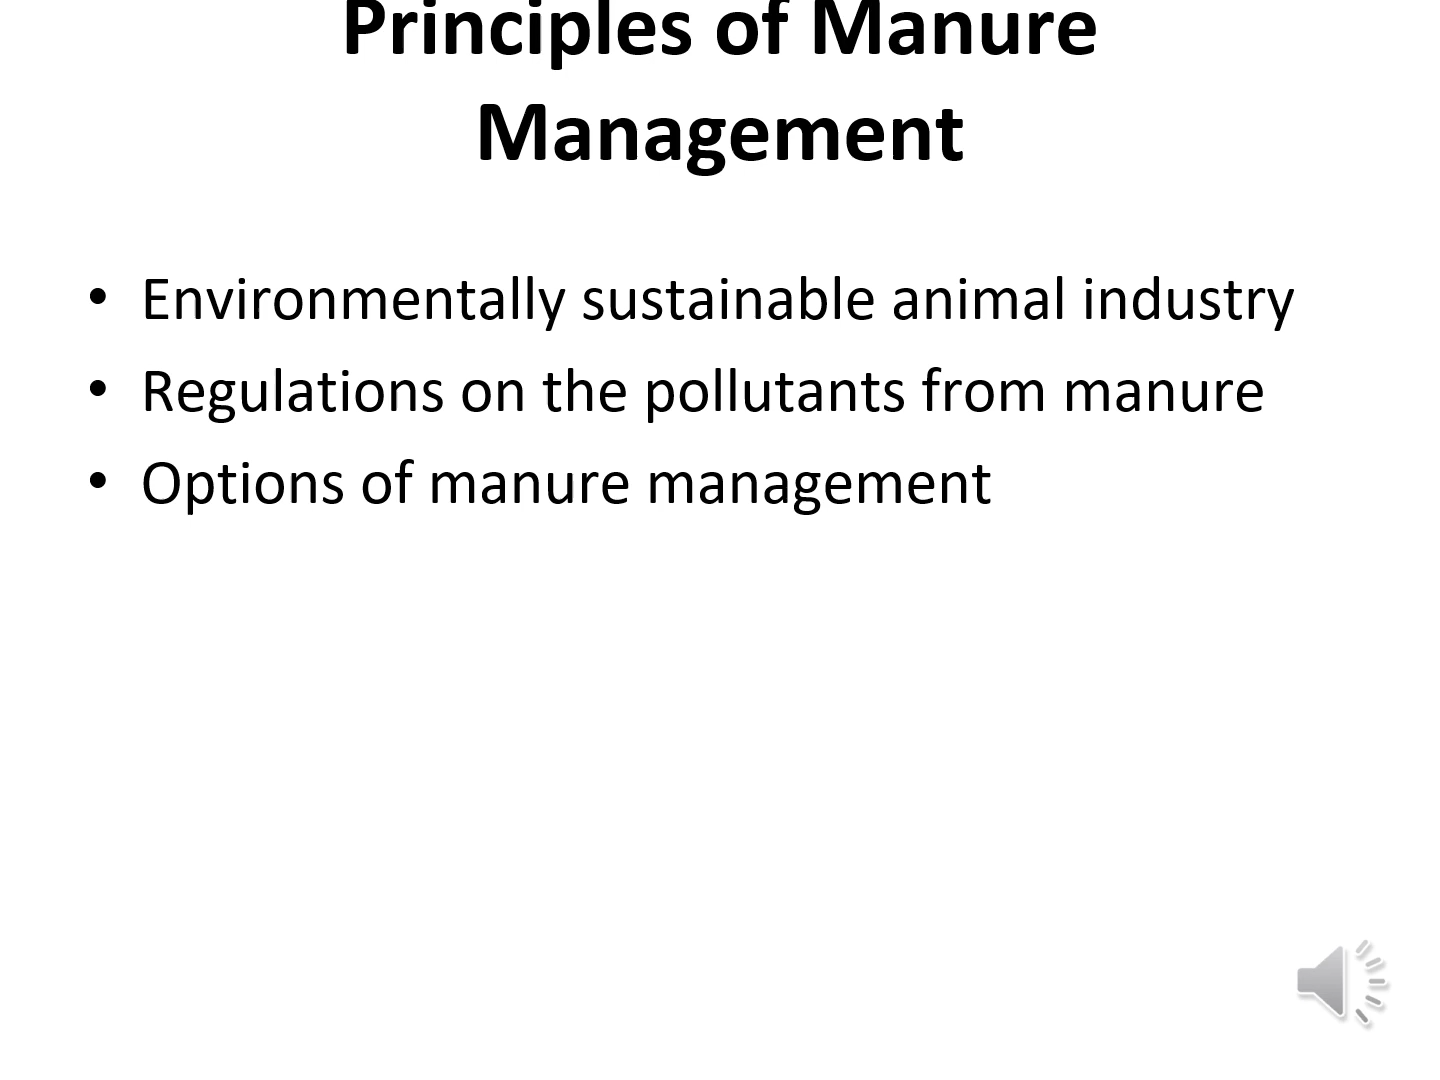 Principles of Manure
Management
• Environmentally sustainable animal industry
• Regulations on the pollutants from manure
• Options of manure management